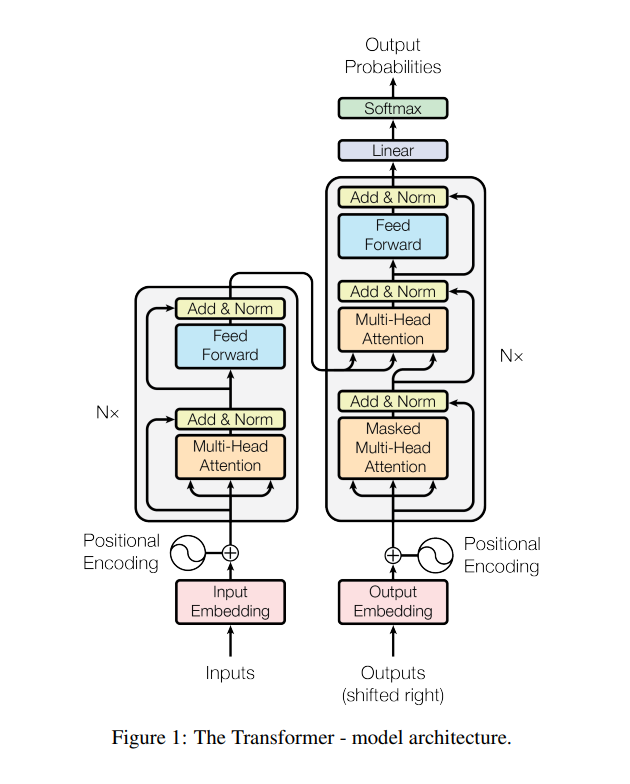 Output
Probabilities
Softmax
Linear
Add & Norm
Feed
Forward
Add & Norm
Multi-Head
Attention
Add & Norm
Masked
Multi-Head
Attention
N×
Add & Norm
Feed
Forward
Add & Norm
Multi-Head
Attention
N×
Positional
Encoding
Positional
Encoding
Input
Embedding
Output
Embedding
Inputs
Outputs
(shifted right)
Figure 1: The Transformer - model architecture.